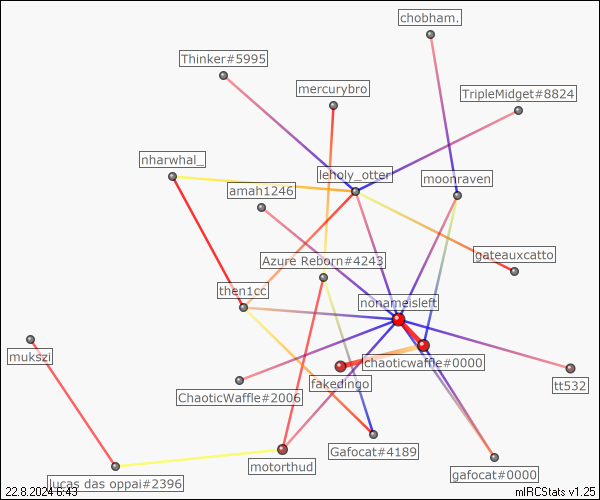 chobham.
Thinker#5995
mercurybro
TripleMidget#8824
nharwhal_
leholy_otter
moonraven
amah1246
gateauxcatto
Azure Reborn#4243
then1cc
nonameisleft
mukszi
chaoticwaffle#0000
fakedingo
tt532
ChaoticWaffle#2006
Gafocat#4189
motorthud
gafocat#0000
lucas das oppai#2396
22.8.2024 6:43
mIRCStats v1.25